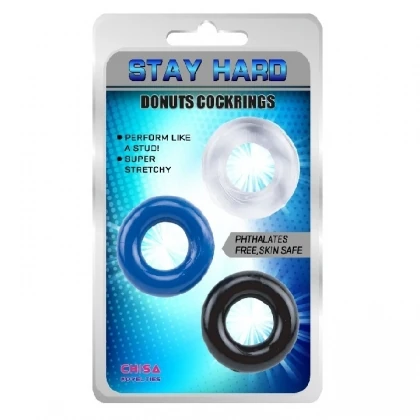 STAY HARD
DONUTS COCKRINGS
• PERFORM LIKE
A STUD!
• SUPER
STRETCHY
PHTHALATES
FREE,SKIN SAFE
CHISA
NOVELTIES